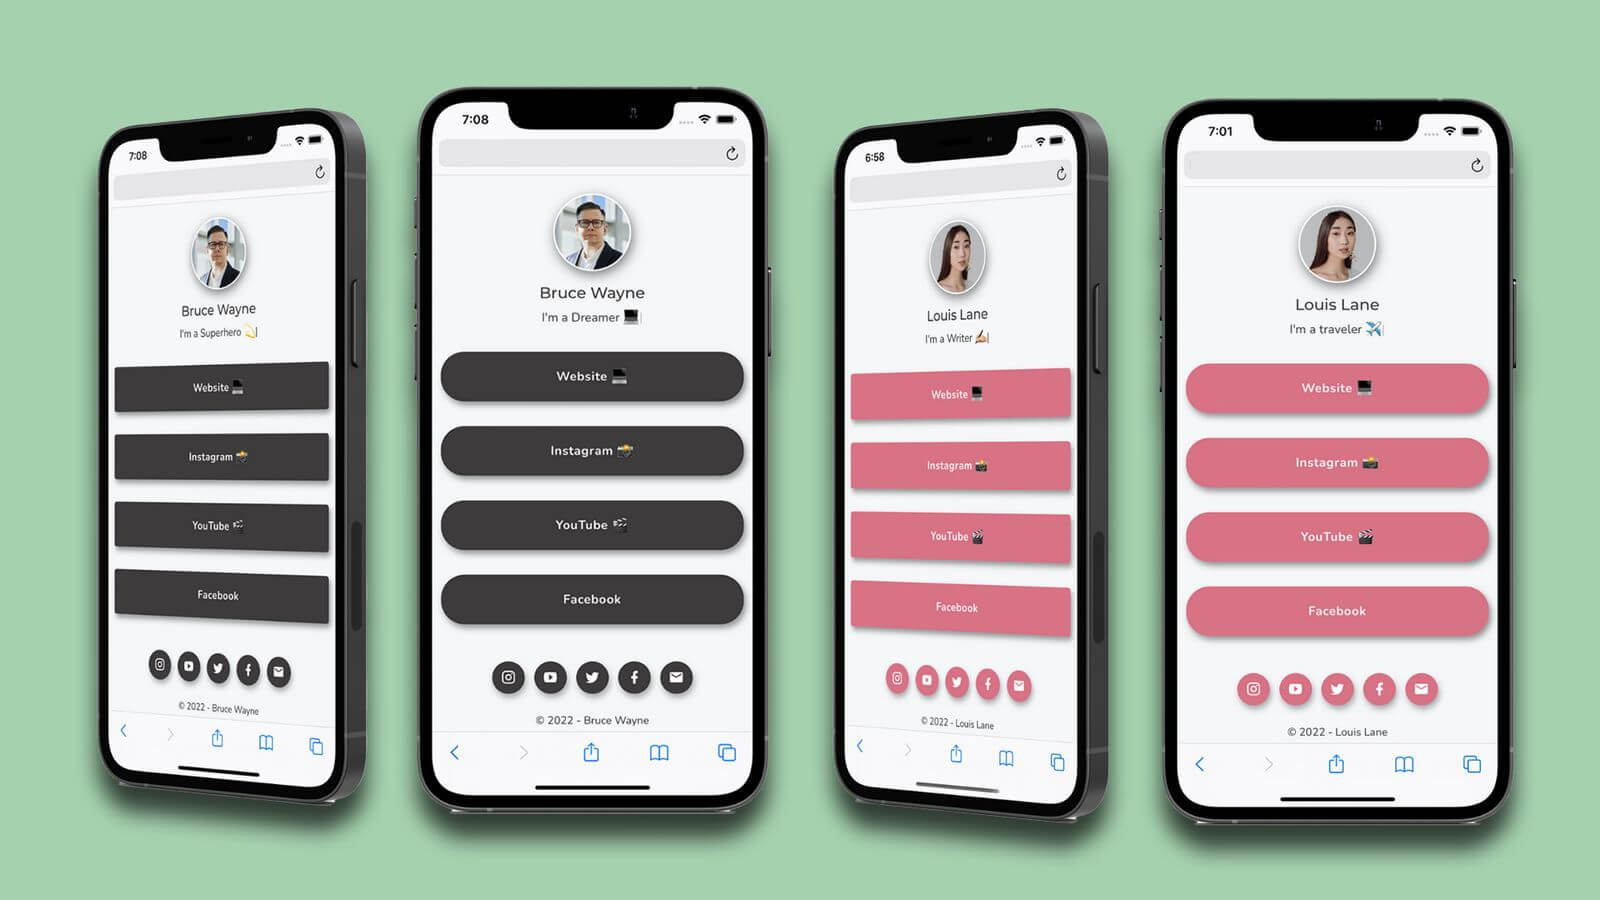 7:08
Bruce Wayne
I'm a Superhero 💫|
Website 💻
Instagram 📸
YouTube 🎬
Facebook
© 2022 - Bruce Wayne
7:08
Bruce Wayne
I'm a Dreamer 💻|
Website 💻
Instagram 📸
YouTube 🎬
Facebook
© 2022 - Bruce Wayne
6:58
Louis Lane
I'm a Writer ✍🏼|
Website 💻
Instagram 📸
YouTube 🎬
Facebook
© 2022 - Louis Lane
7:01
Louis Lane
I'm a traveler ✈️|
Website 💻
Instagram 📸
YouTube 🎬
Facebook
© 2022 - Louis Lane